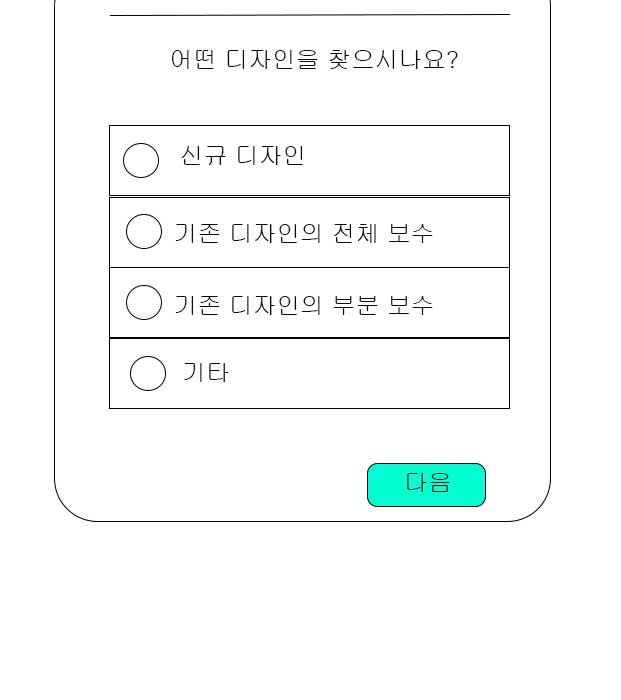 어떤 디자인을 찾으시나요?
신규 디자인
기존 디자인의 전체 보수
기존 디자인의 부분 보수
기타
다음